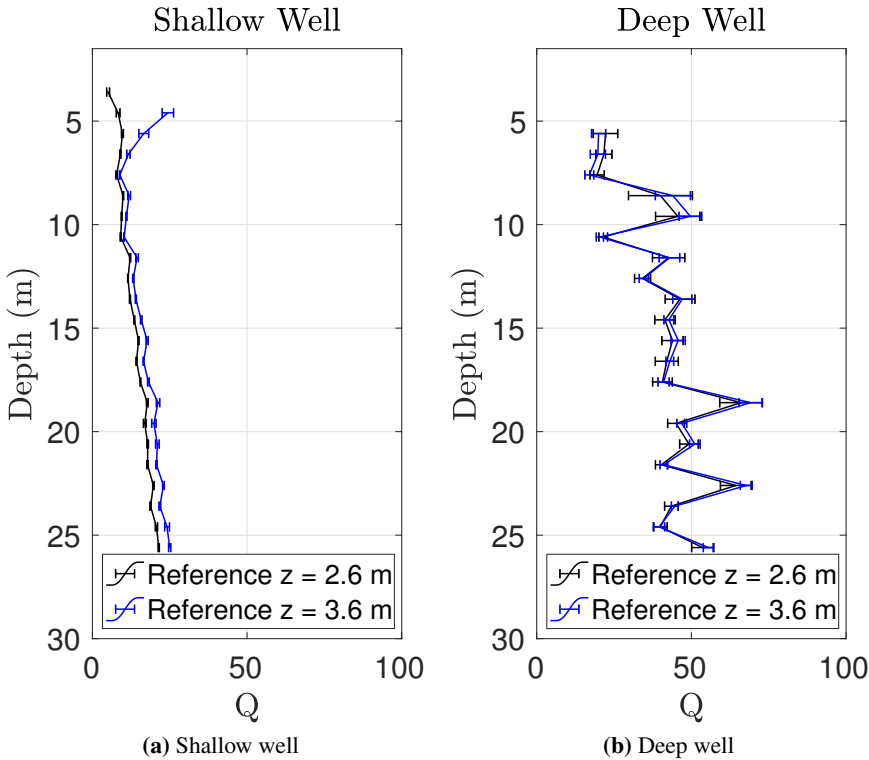 Shallow Well
5
10
15
20
25
30
Depth (m)
0
50
100
Q
Reference z = 2.6 m
Reference z = 3.6 m
(a) Shallow well
Deep Well
5
10
15
20
25
30
Depth (m)
0
50
100
Q
Reference z = 2.6 m
Reference z = 3.6 m
(b) Deep well